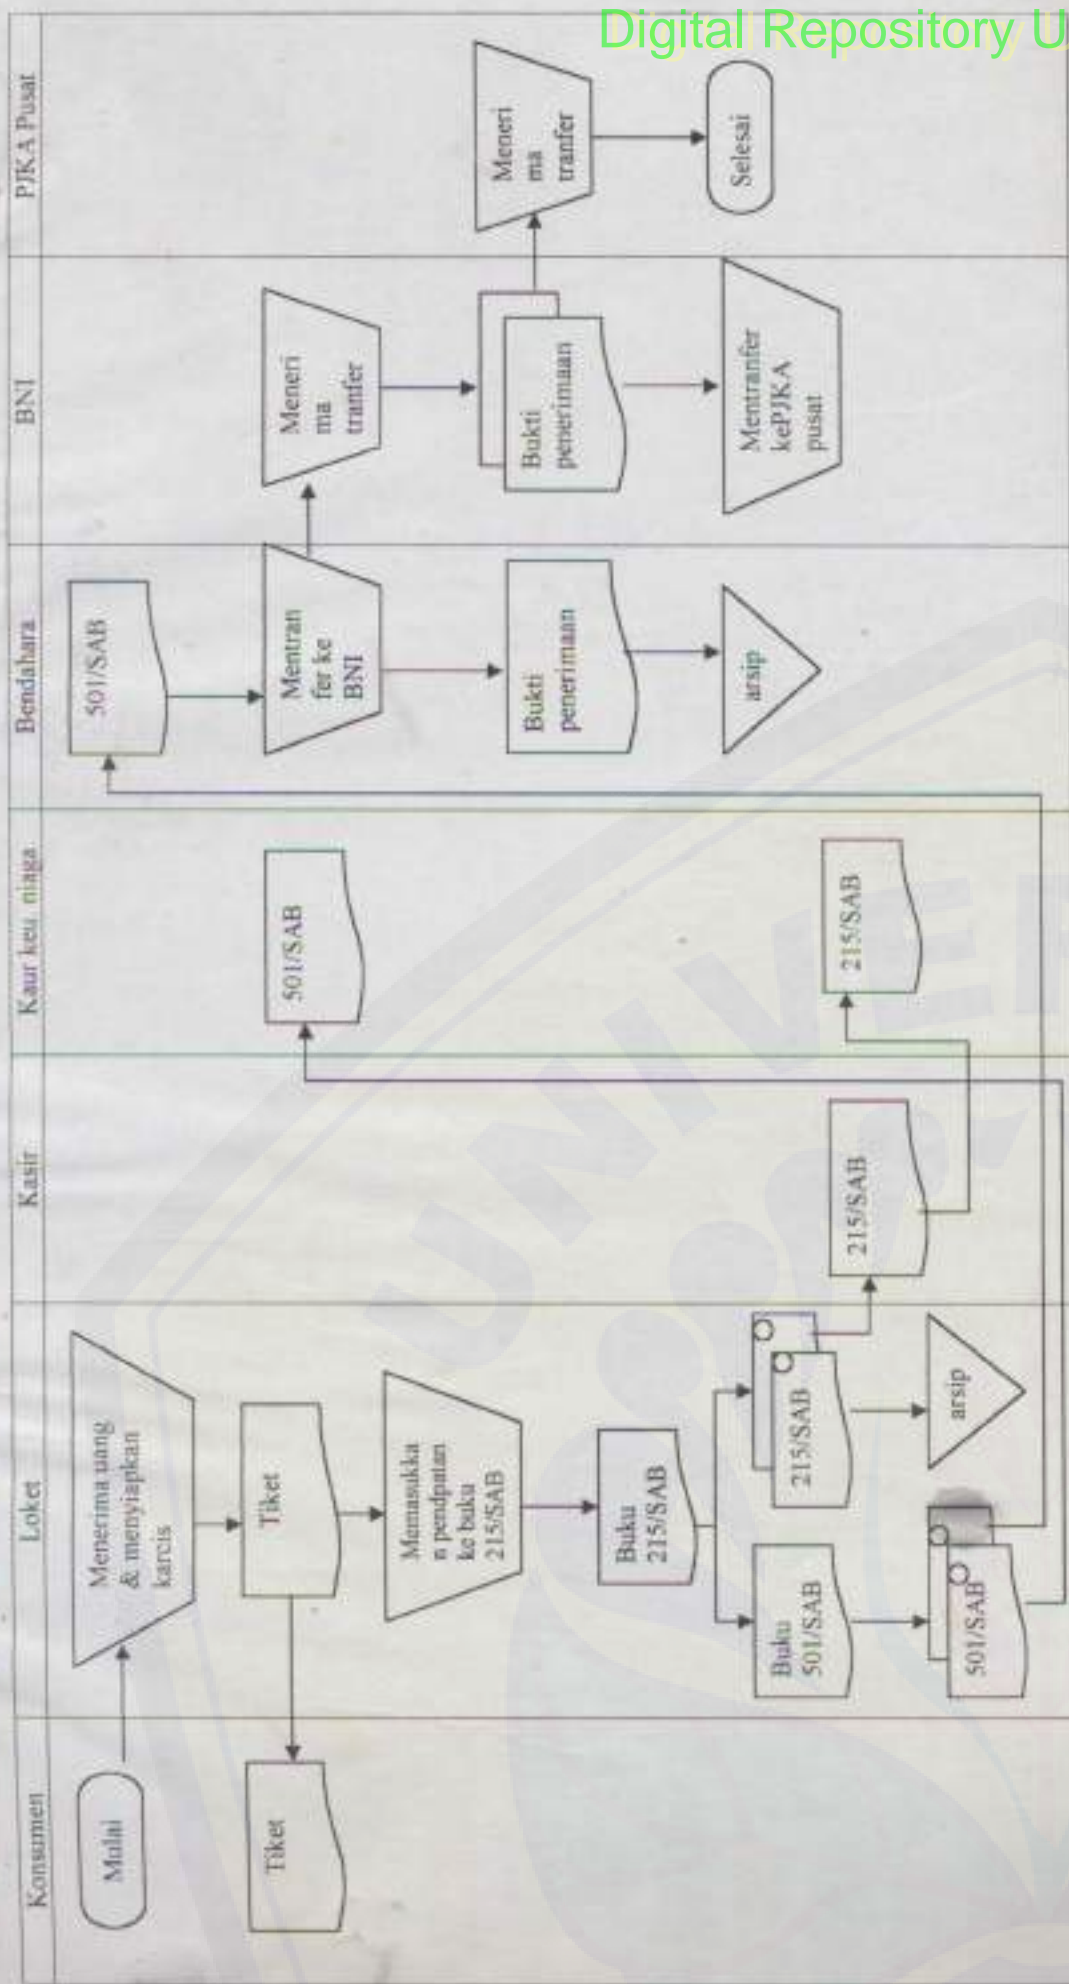 Digital Repository U
Konsumen
Loket
Kasir
Kaur keu. niaga
Bendahara
BNI
PJKA Pusat
Mulai
Tiket
Menerima uang
& menyiapkan
karcis
Tiket
Memasukka
n pendpatan
ke buku
215/SAB
Buku
215/SAB
Buku
501/SAB
215/SAB
501/SAB
arsip
215/SAB
501/SAB
215/SAB
501/SAB
Mentran
fer ke
BNI
Bukti
penerimaan
arsip
Meneri
ma
tranfer
Bukti
penerimaan
Mentranfer
kePJKA
pusat
Meneri
ma
tranfer
Selesai
UNIVER